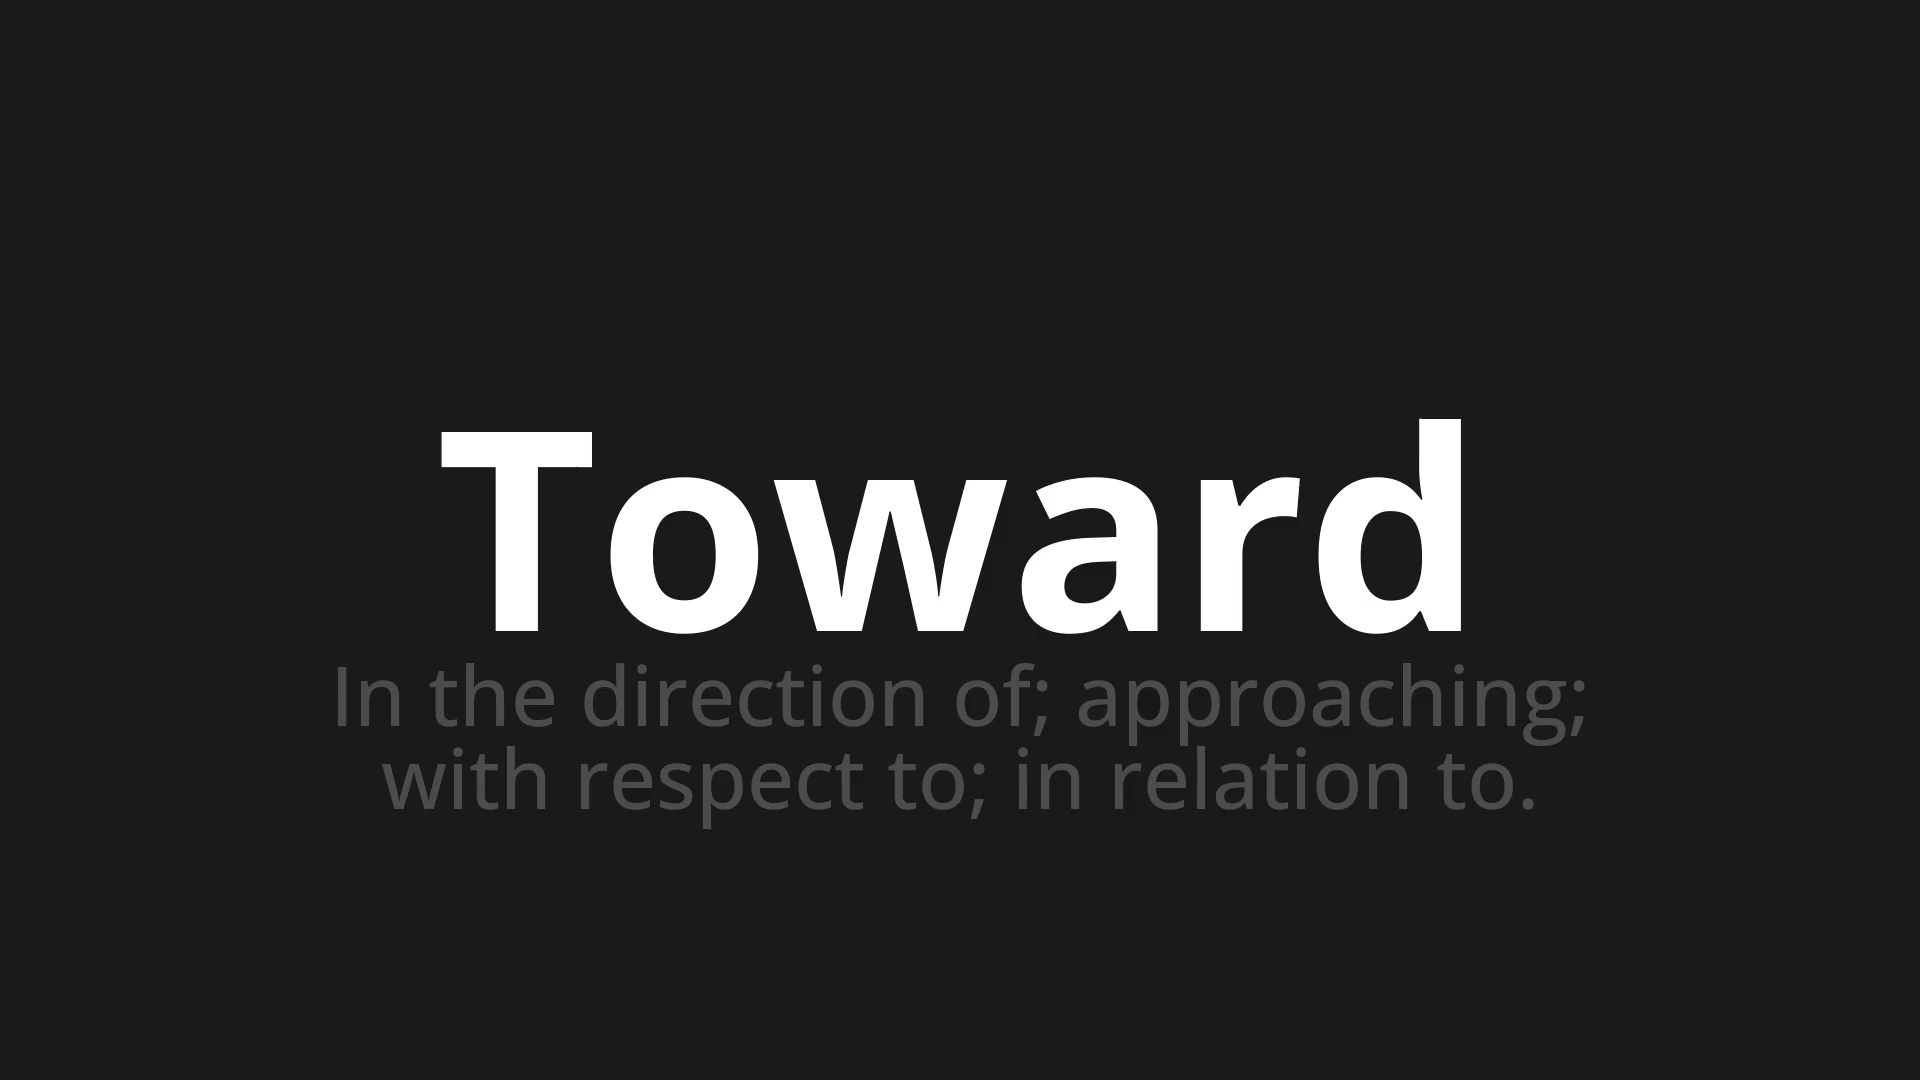 Toward
In the direction of; approaching;
with respect to; in relation to.